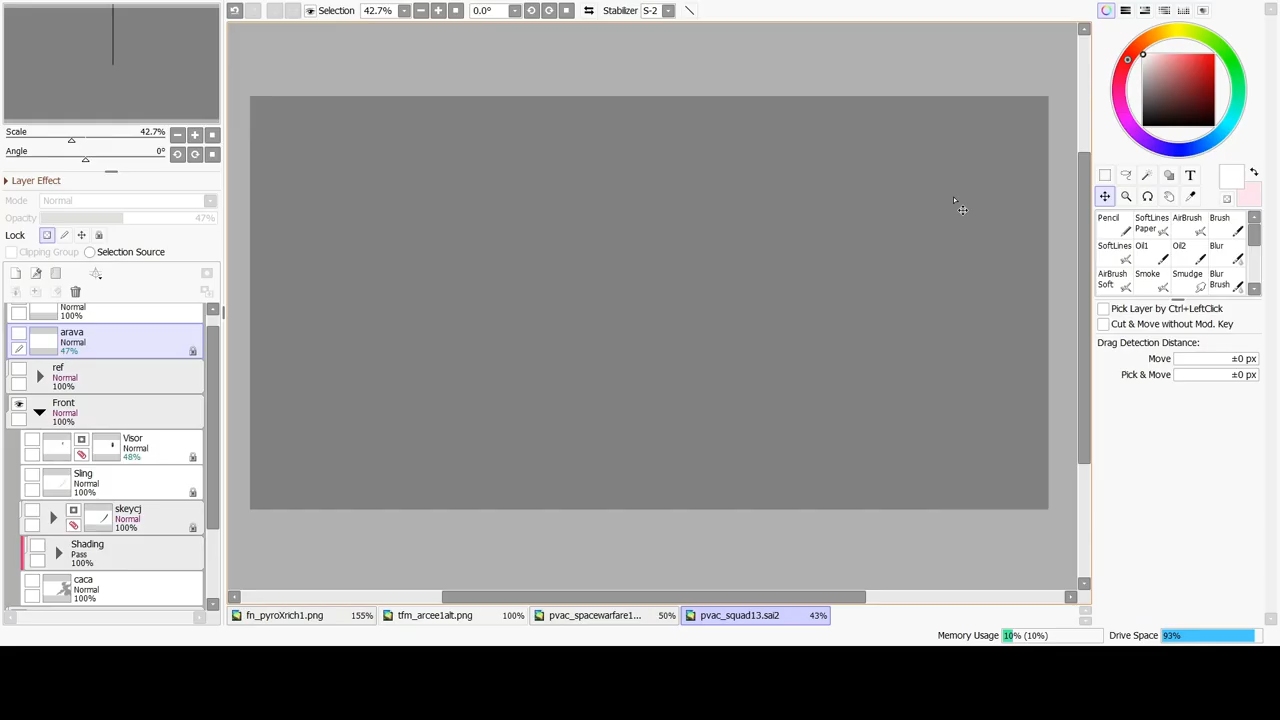 Selection 42.7% 0.0° Stabilizer S-2
Scale 42.7%
Angle 0°
Layer Effect
Mode Normal
Opacity 47%
Lock
Clipping Group Selection Source
Normal
100%
arava
Normal
47%
ref
Normal
100%
Front
Normal
100%
Visor
Normal
48%
Sling
Normal
100%
skeycj
Normal
100%
Shading
Pass
100%
caca
Normal
100%
fn_pyroXrich1.png 155% tfm_arcee1alt.png 100% pvac_spacewarfare1... 50% pvac_squad13.sai2 43%
T
Pencil SoftLines Paper AirBrush Brush
SoftLines Oil1 Oil2 Blur
AirBrush Soft Smoke Smudge Blur Brush
Pick Layer by Ctrl+LeftClick
Cut & Move without Mod. Key
Drag Detection Distance:
Move ±0 px
Pick & Move ±0 px
Memory Usage 10% (10%) Drive Space 93%